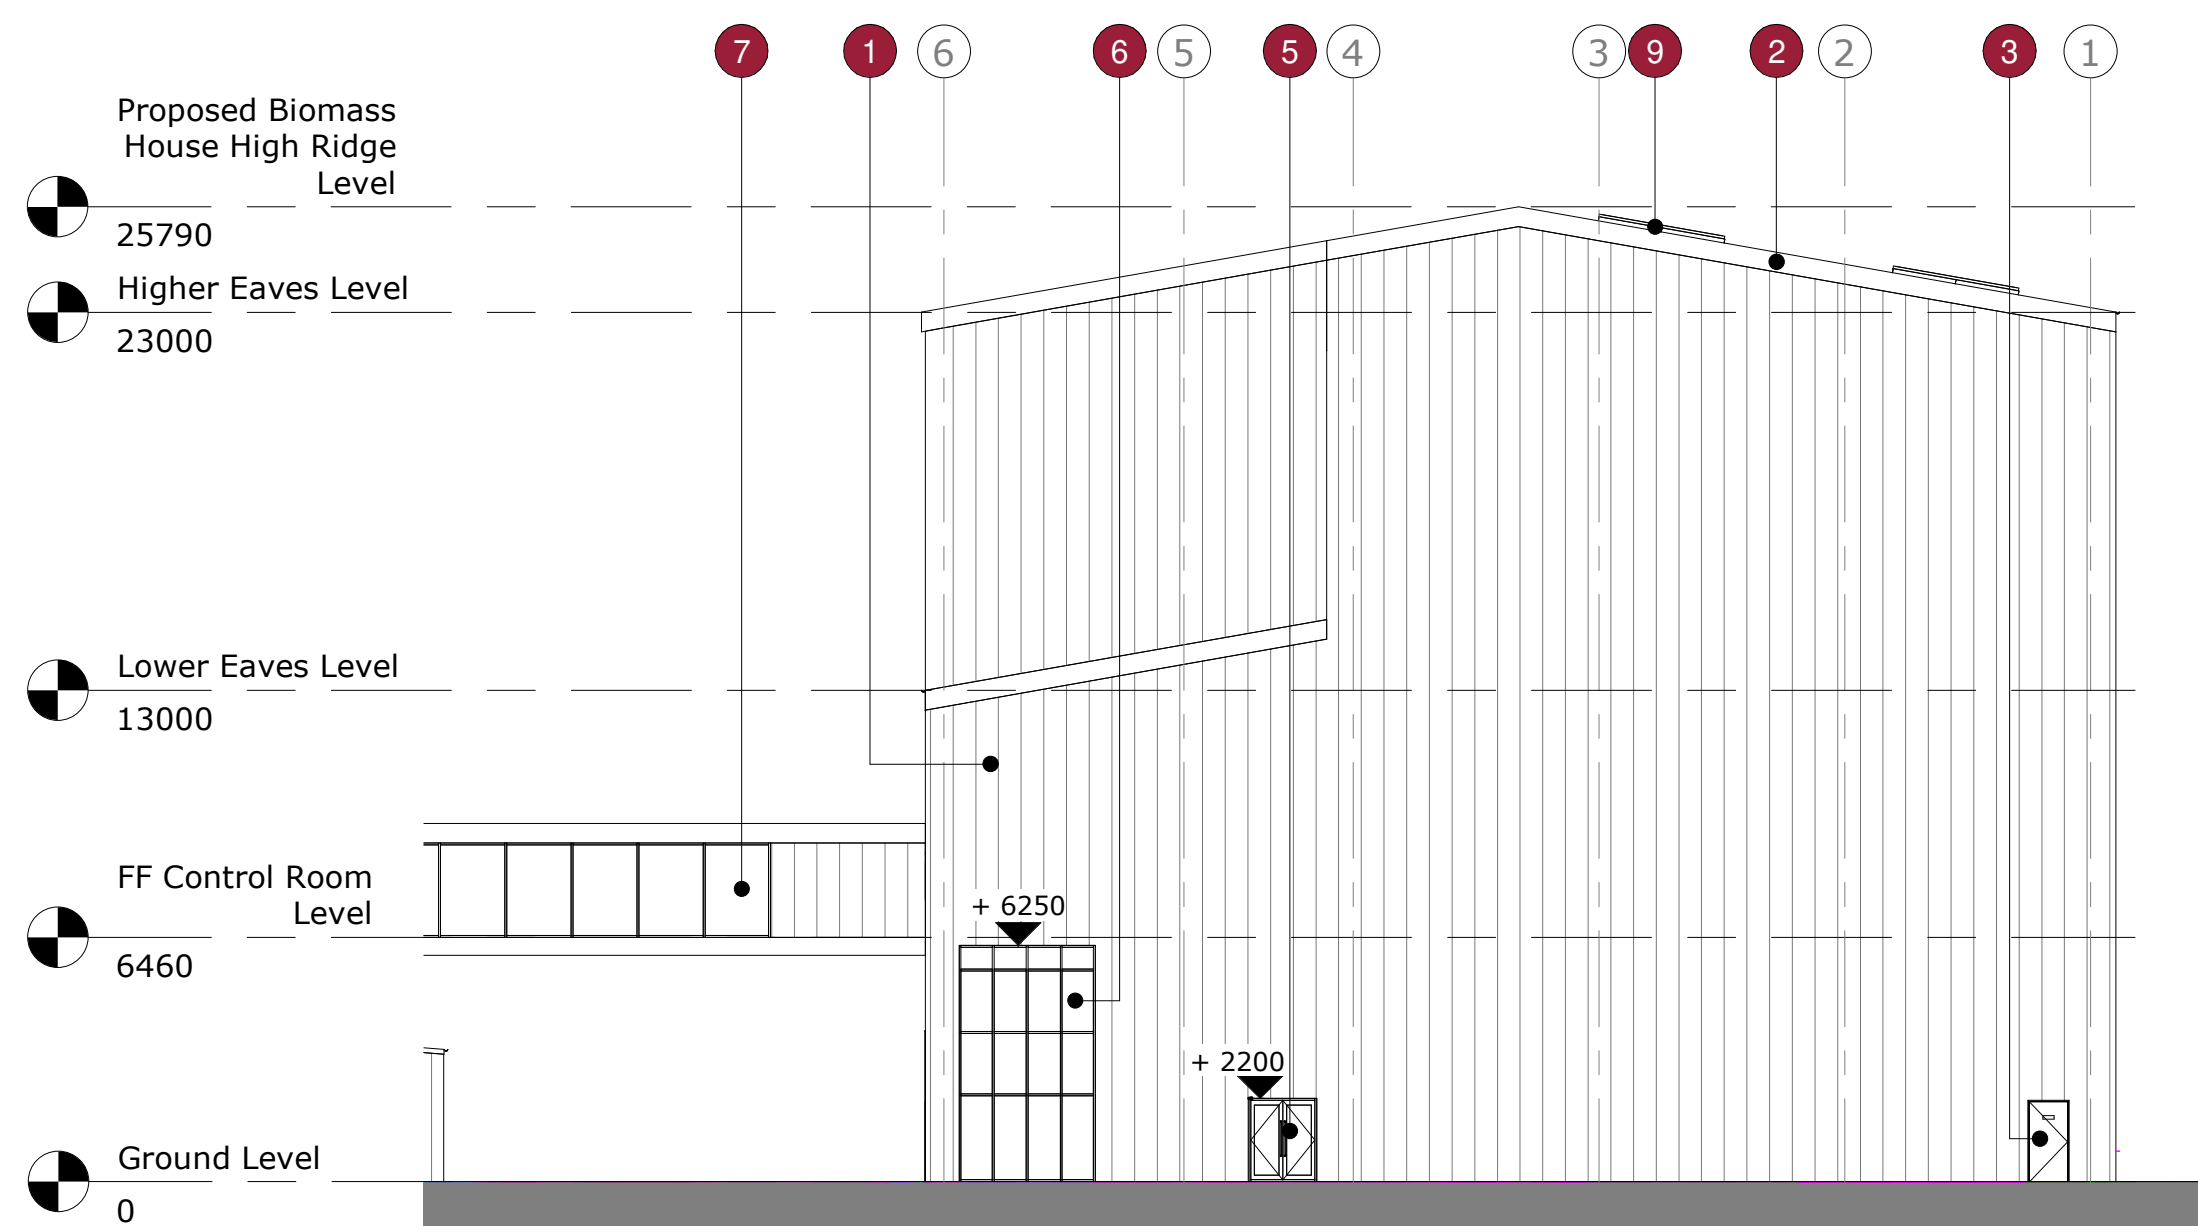 7 1 6 6 5 5 4 3 9 2 2 3 1
Proposed Biomass
House High Ridge
Level
25790
Higher Eaves Level
23000
Lower Eaves Level
13000
FF Control Room
Level
6460
+ 6250
+ 2200
Ground Level
0